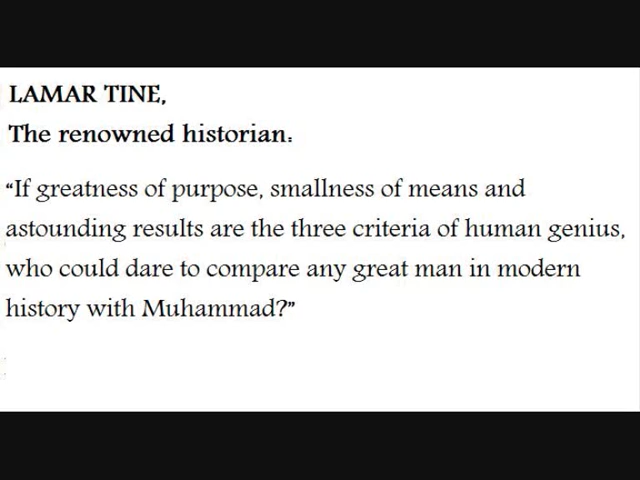 LAMAR TINE,
The renowned historian:
“If greatness of purpose, smallness of means and
astounding results are the three criteria of human genius,
who could dare to compare any great man in modern
history with Muhammad?”